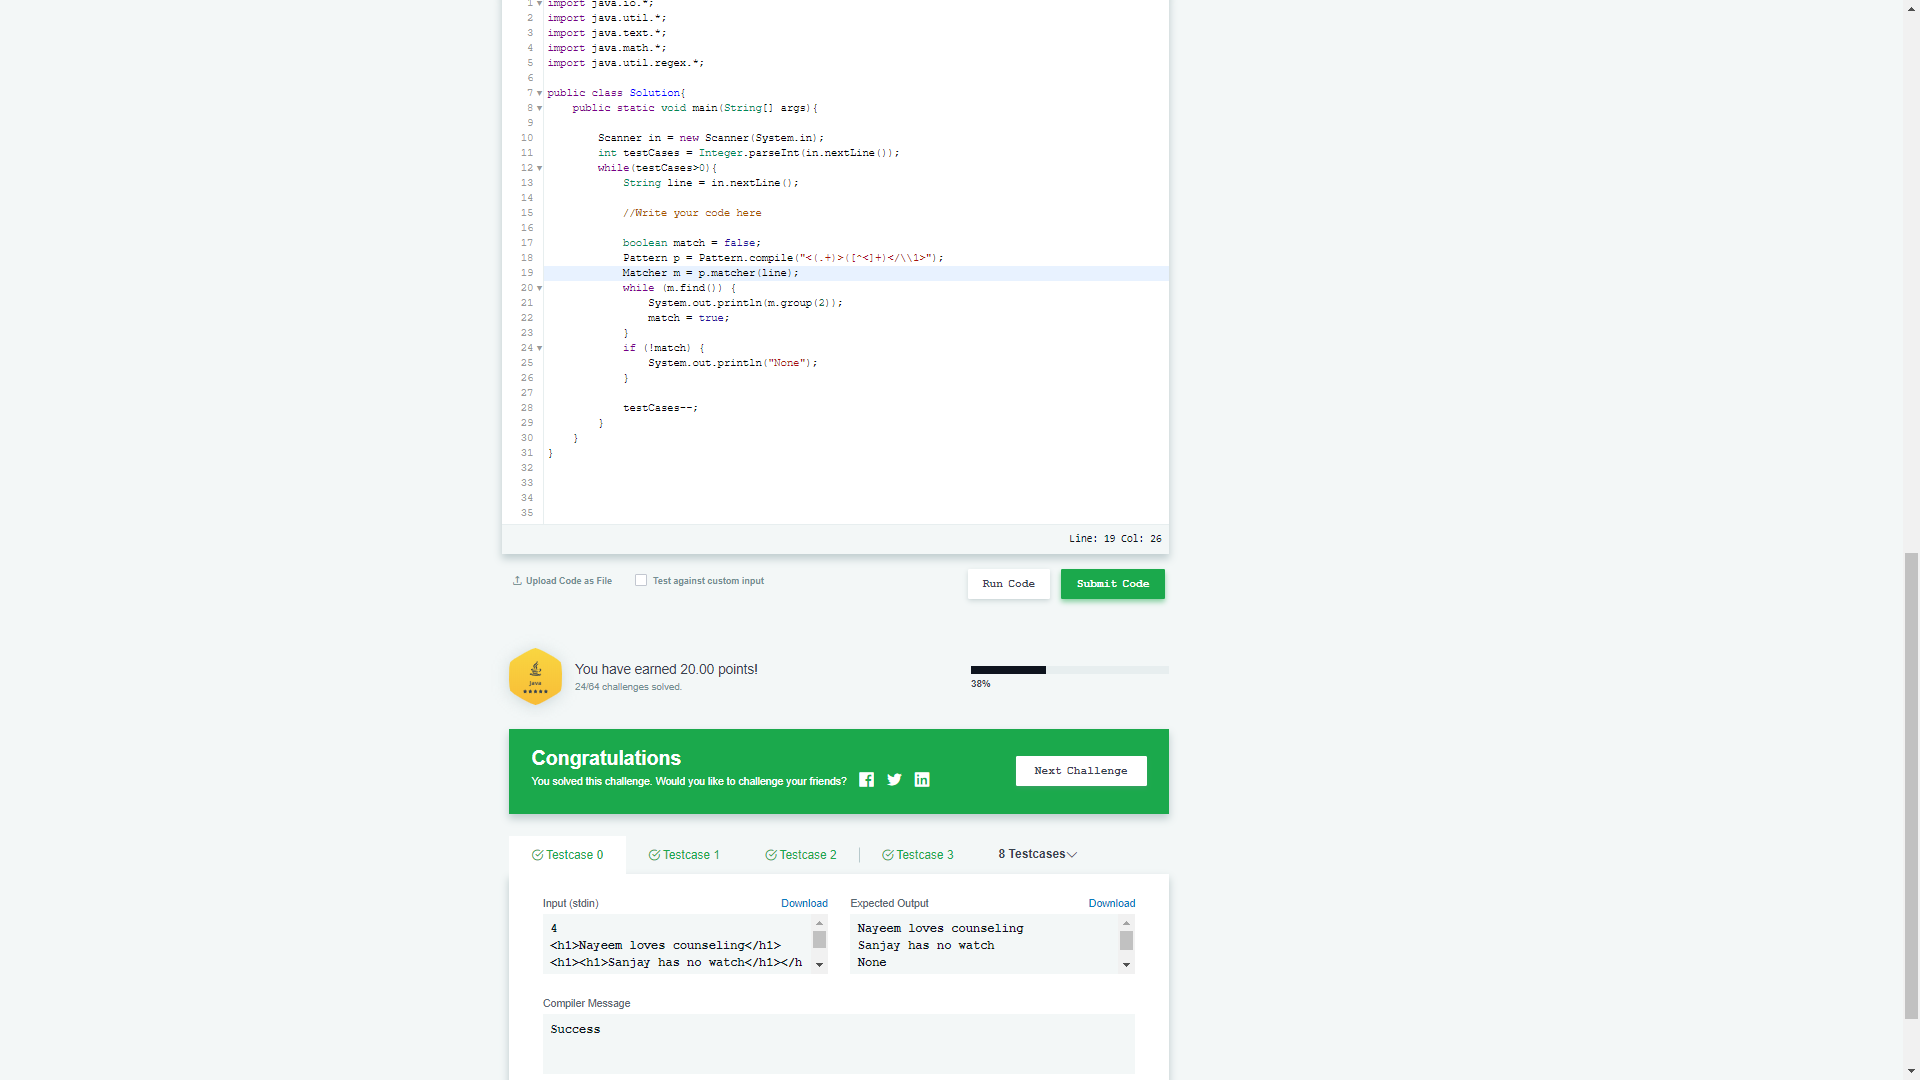 1 import java.io.*;
2 import java.util.*;
3 import java.text.*;
4 import java.math.*;
5 import java.util.regex.*;
6
7 public class Solution{
8 public static void main(String[] args){
9
10 Scanner in = new Scanner(System.in);
11 int testCases = Integer.parseInt(in.nextLine());
12 while(testCases>0){
13 String line = in.nextLine();
14
15 //Write your code here
16
17 boolean match = false;
18 Pattern p = Pattern.compile("<(.+)>([^<]+)</\\1>");
19 Matcher m = p.matcher(line);
20 while (m.find()) {
21 System.out.println(m.group(2));
22 match = true;
23 }
24 if (!match) {
25 System.out.println("None");
26 }
27
28 testCases--;
29 }
30 }
31 }
32
33
34
35
Line: 19 Col: 26
Upload Code as File Test against custom input Run Code Submit Code
Java
You have earned 20.00 points!
24/64 challenges solved.
38%
Congratulations
You solved this challenge. Would you like to challenge your friends?
Next Challenge
Testcase 0 Testcase 1 Testcase 2 Testcase 3 8 Testcases
Input (stdin) Download
4
<h1>Nayeem loves counseling</h1>
<h1><h1>Sanjay has no watch</h1></h
Expected Output Download
Nayeem loves counseling
Sanjay has no watch
None
Compiler Message
Success